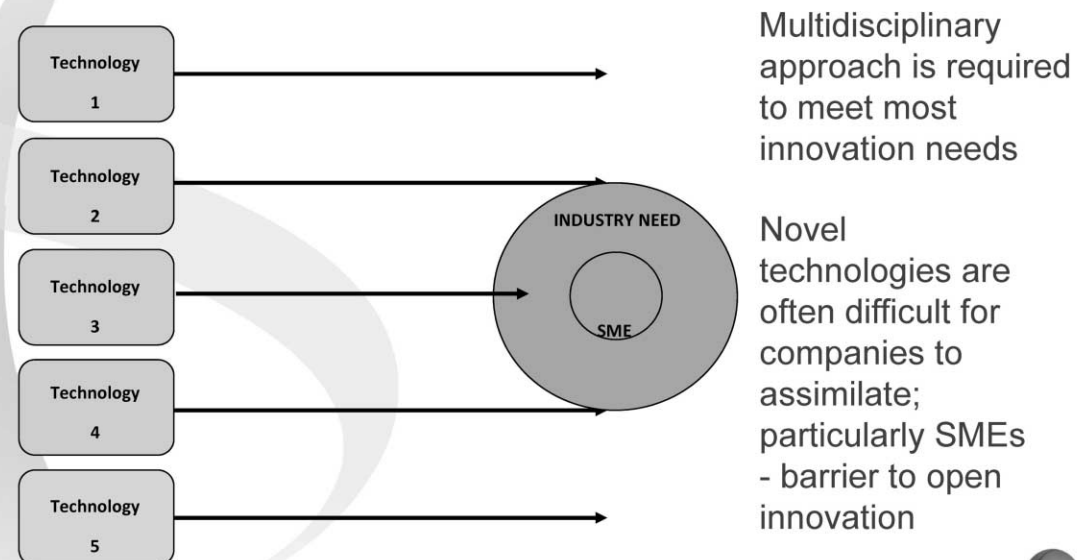 Technology
1
Technology
2
Technology
3
Technology
4
Technology
5
INDUSTRY NEED
SME
Multidisciplinary
approach is required
to meet most
innovation needs
Novel
technologies are
often difficult for
companies to
assimilate;
particularly SMEs
- barrier to open
innovation